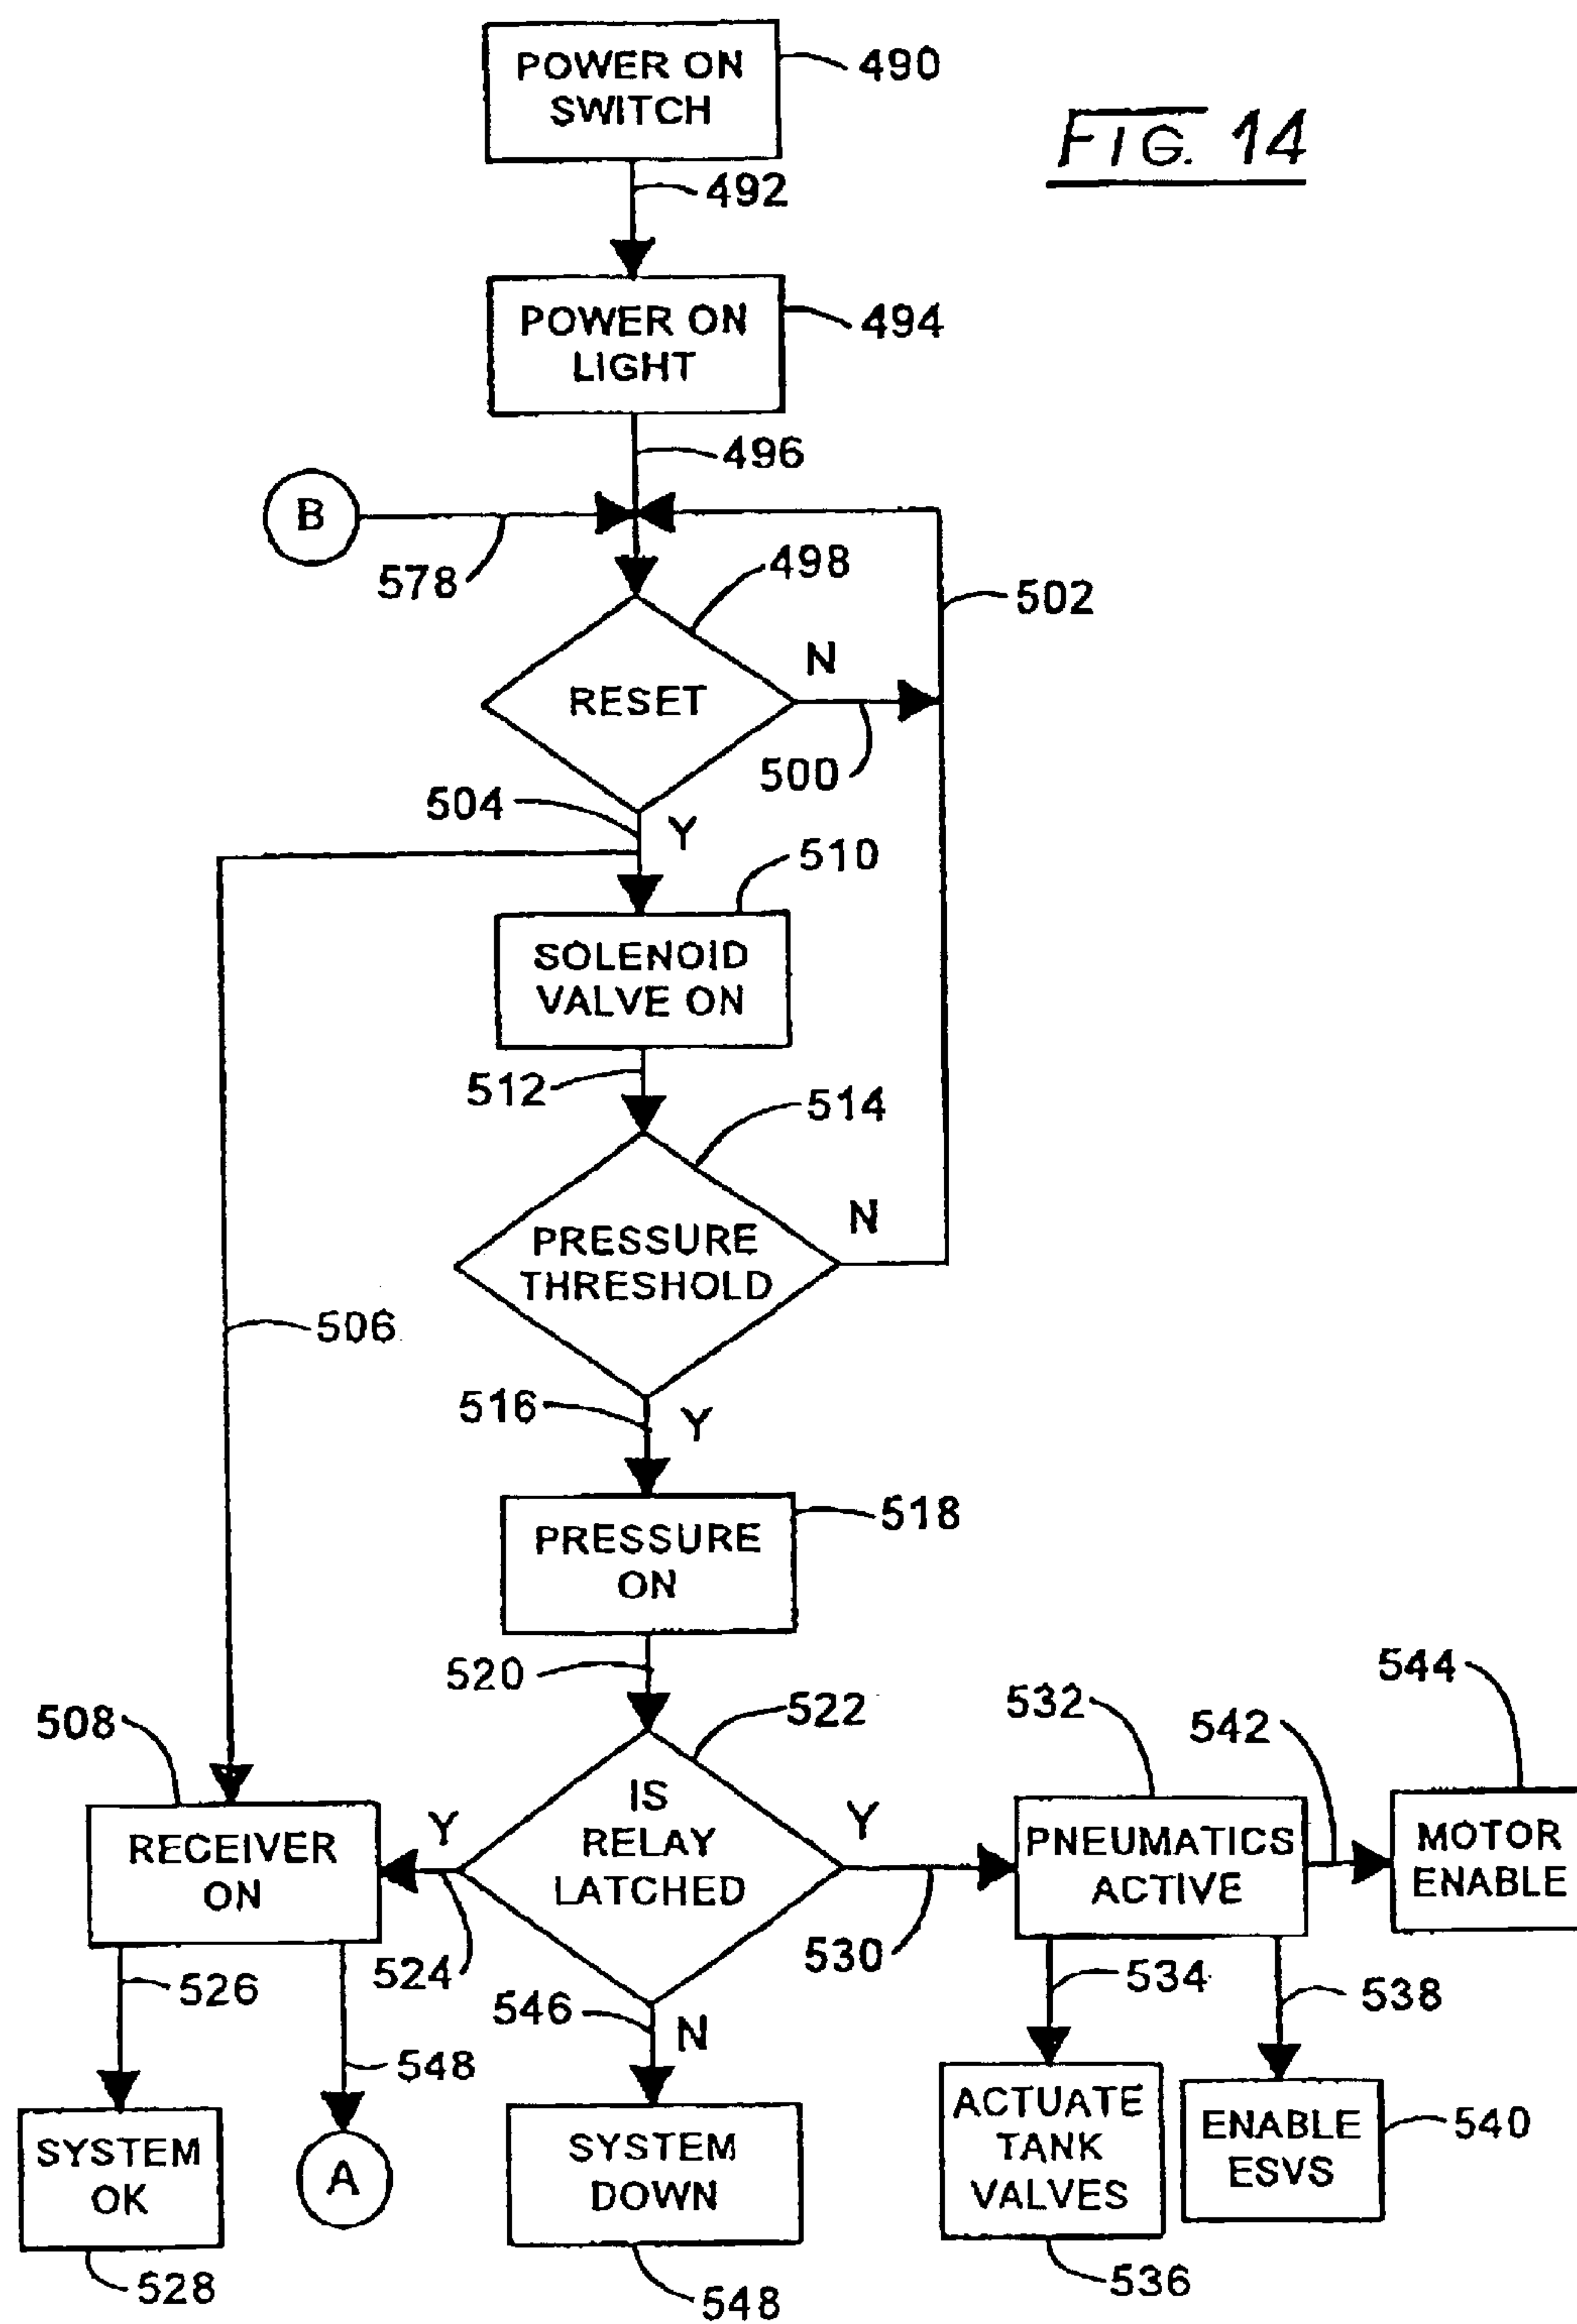 POWER ON
SWITCH
490
FIG. 14
492
POWER ON
LIGHT
494
496
B
578
498
502
N
RESET
500
504
Y
510
SOLENOID
VALVE ON
512
514
N
PRESSURE
THRESHOLD
506
516
Y
518
PRESSURE
ON
520
522
508
532
542
544
RECEIVER
ON
Y
IS
RELAY
LATCHED
Y
PNEUMATICS
ACTIVE
MOTOR
ENABLE
524
530
526
548
546
N
534
538
SYSTEM
OK
A
SYSTEM
DOWN
ACTUATE
TANK
VALVES
ENABLE
ESVS
540
528
548
536